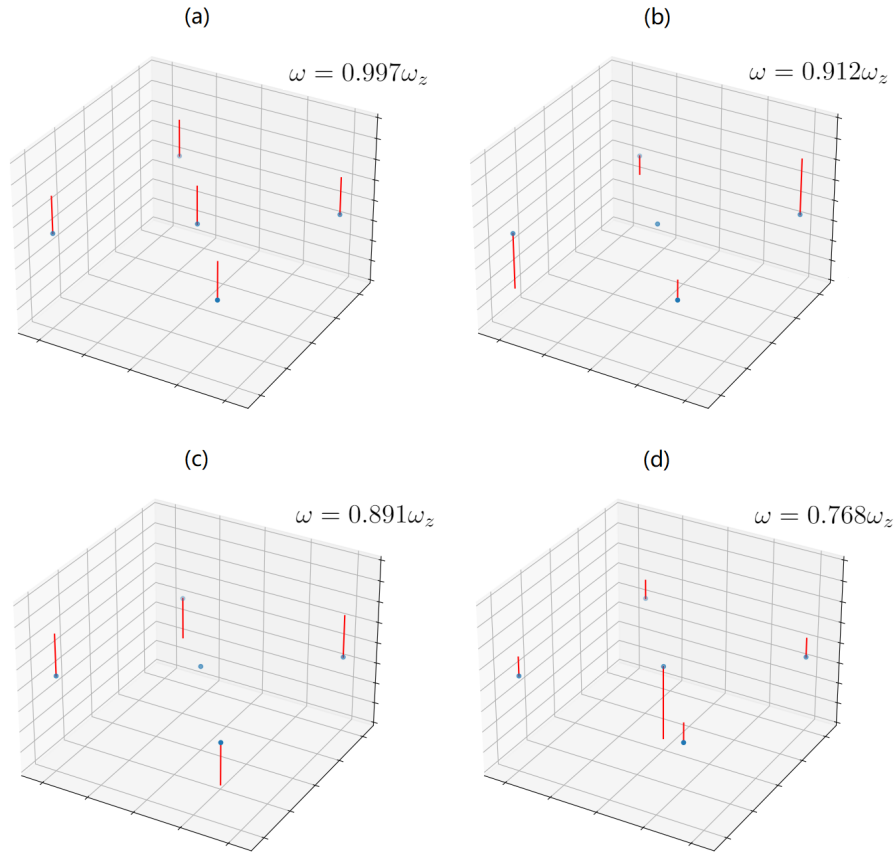 (a)
(b)
ω = 0.997ω_z
ω = 0.912ω_z
(c)
(d)
ω = 0.891ω_z
ω = 0.768ω_z